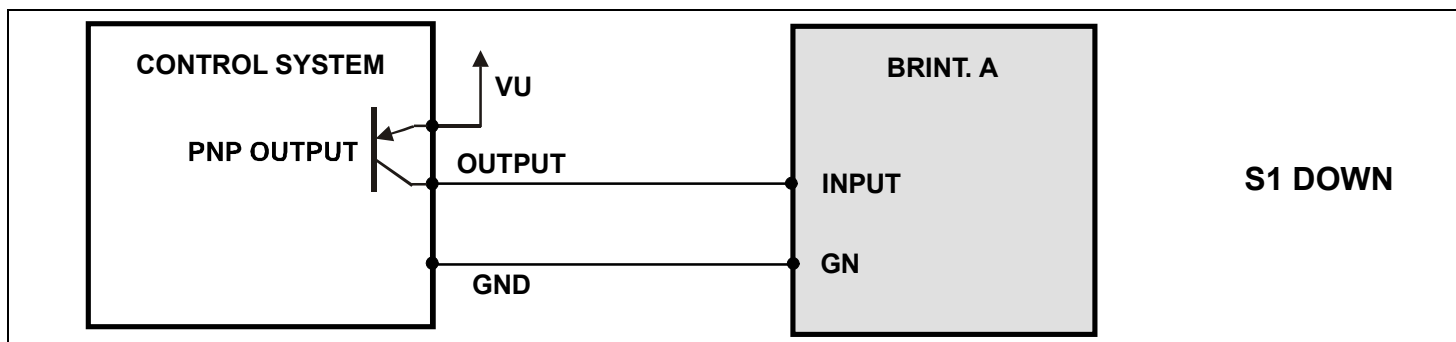 CONTROL SYSTEM
BRINT. A
VU
PNP OUTPUT
OUTPUT
INPUT
S1 DOWN
GN
GND